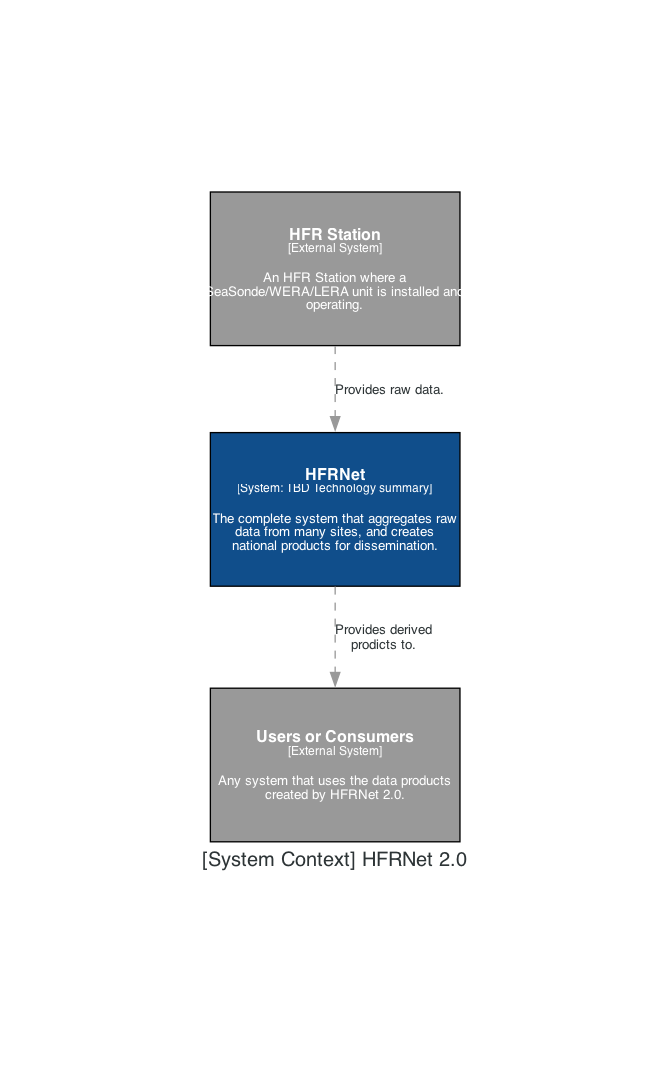 HFR Station
[External System]
An HFR Station where a
SeaSonde/WERA/LERA unit is installed and
operating.
Provides raw data.
HFRNet
[System: TBD Technology summary]
The complete system that aggregates raw
data from many sites, and creates
national products for dissemination.
Provides derived
prodicts to.
Users or Consumers
[External System]
Any system that uses the data products
created by HFRNet 2.0.
[System Context] HFRNet 2.0